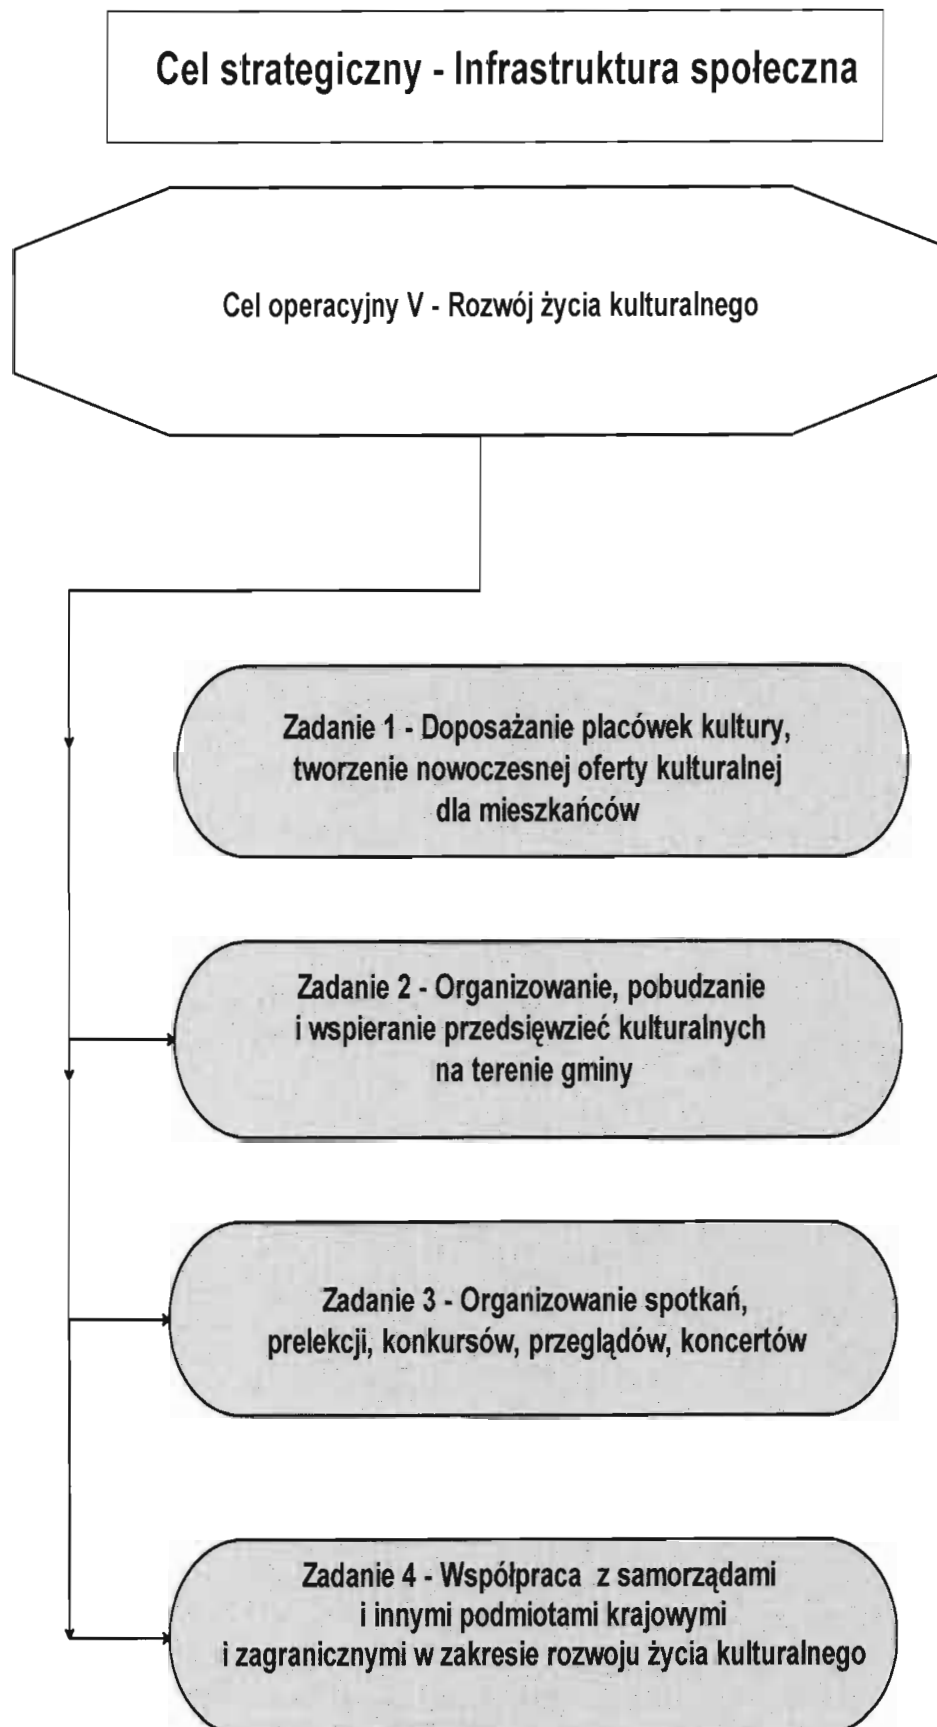 Cel strategiczny - Infrastruktura społeczna
Cel operacyjny V - Rozwój życia kulturalnego
Zadanie 1 - Doposażanie placówek kultury,
tworzenie nowoczesnej oferty kulturalnej
dla mieszkańców
Zadanie 2 - Organizowanie, pobudzanie
i wspieranie przedsięwzieć kulturalnych
na terenie gminy
Zadanie 3 - Organizowanie spotkań,
prelekcji, konkursów, przeglądów, koncertów
Zadanie 4 - Współpraca z samorządami
i innymi podmiotami krajowymi
i zagranicznymi w zakresie rozwoju życia kulturalnego